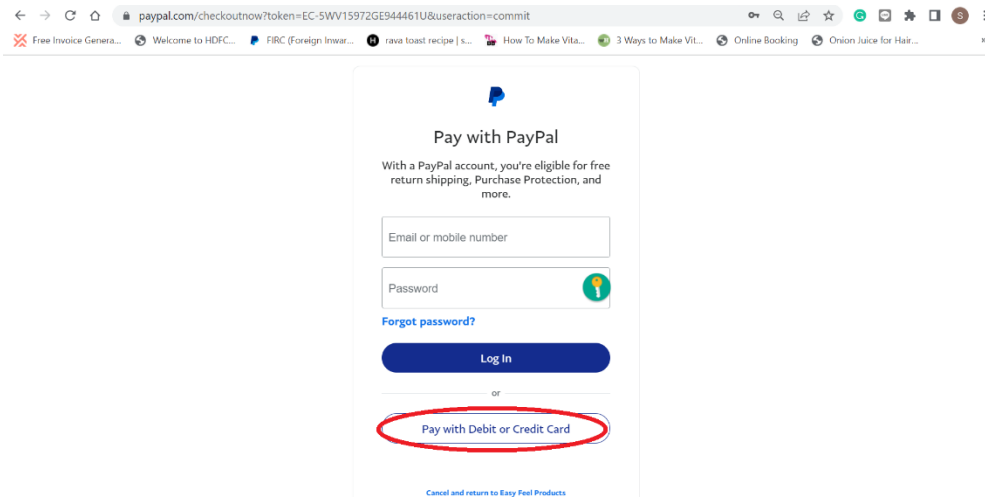 paypal.com/checkoutnow?token=EC-5WV15972GE944461U&useraction=commit
Free Invoice Genera... Welcome to HDFC... FIRC (Foreign Inwar... rava toast recipe | s... How To Make Vita... 3 Ways to Make Vit... Online Booking Onion Juice for Hair...
Pay with PayPal
With a PayPal account, you're eligible for free
return shipping, Purchase Protection, and
more.
Email or mobile number
Password
Forgot password?
Log In
or
Pay with Debit or Credit Card
Cancel and return to Easy Feel Products